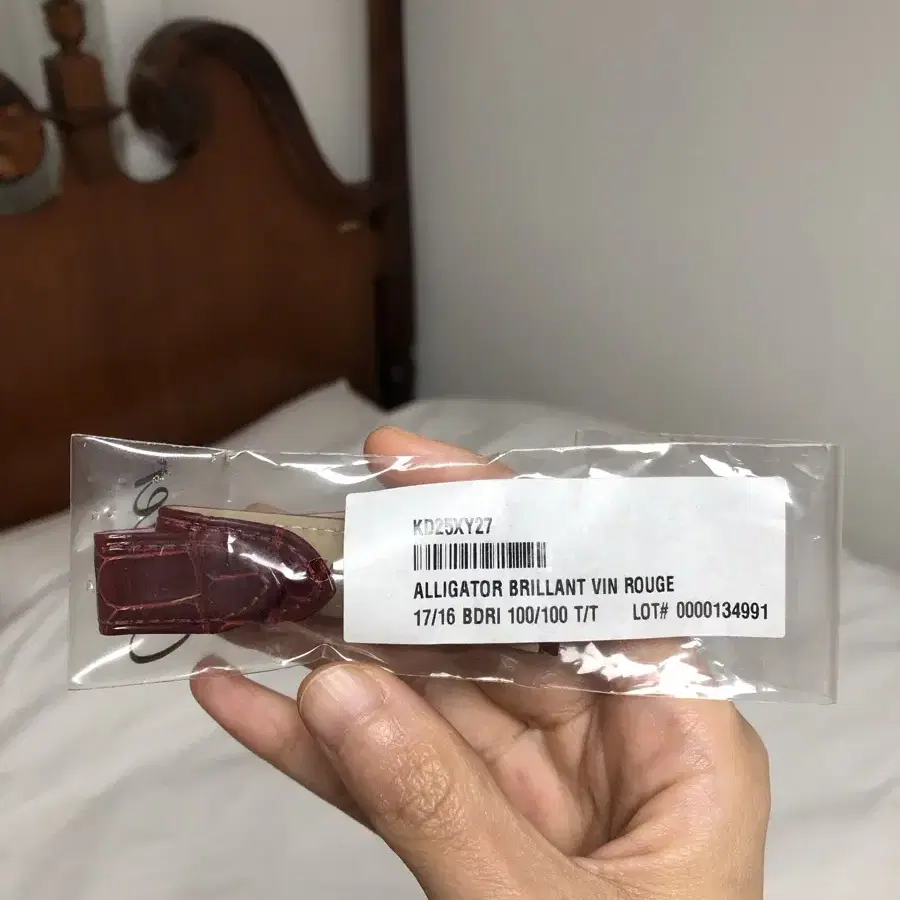 KD25XY27
ALLIGATOR BRILLANT VIN ROUGE
17/16 BDRI 100/100 T/T LOT# 0000134991